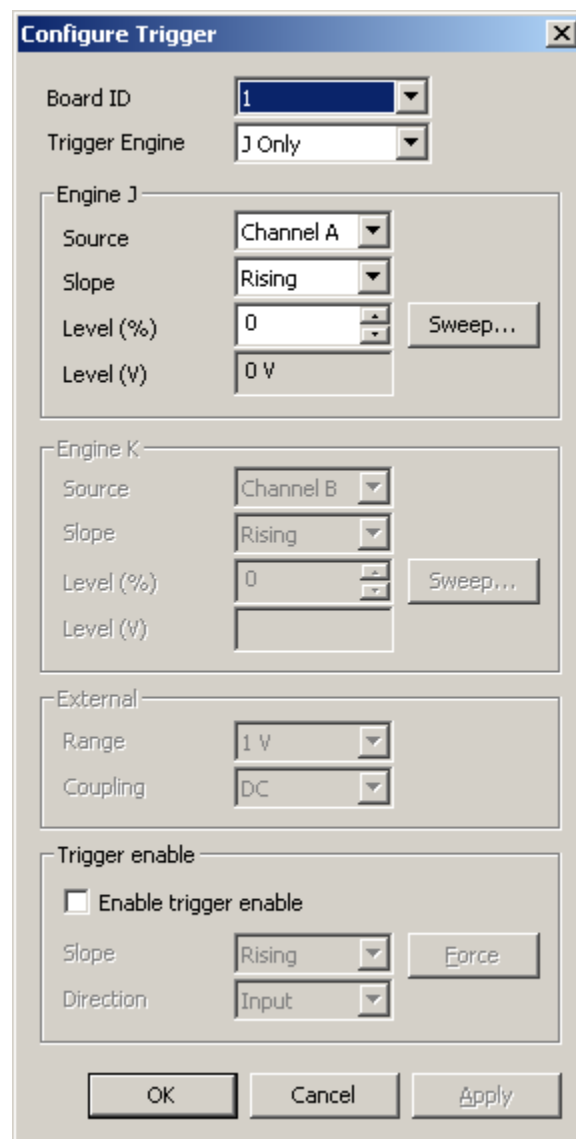 Configure Trigger
Board ID 1
Trigger Engine J Only
Engine J
Source Channel A
Slope Rising
Level (%) 0 Sweep...
Level (V) 0 V
Engine K
Source Channel B
Slope Rising
Level (%) 0 Sweep...
Level (V)
External
Range 1 V
Coupling DC
Trigger enable
Enable trigger enable
Slope Rising Force
Direction Input
OK Cancel Apply